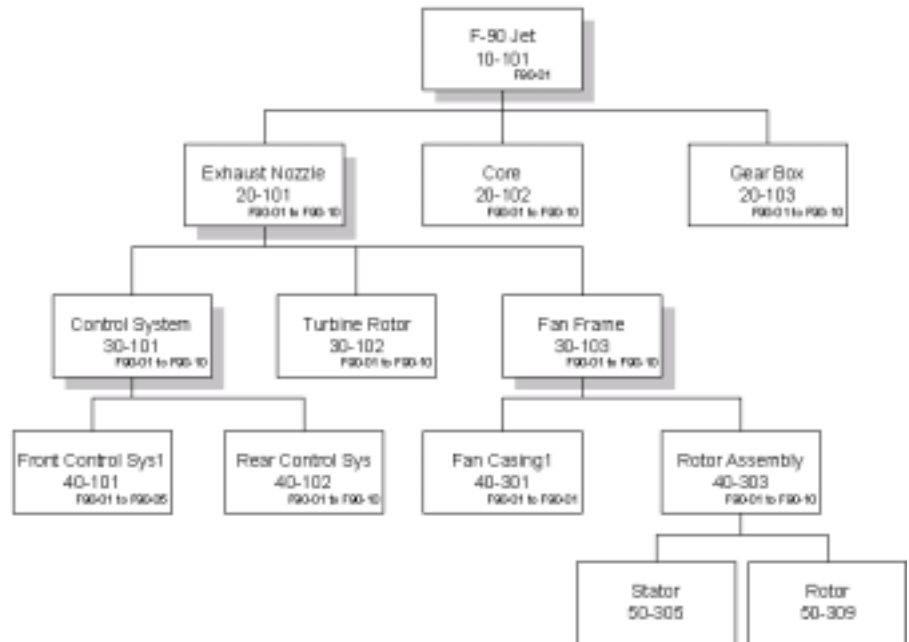 F-90 Jet
10-101
F90-01
Exhaust Nozzle
20-101
F90-01 to F90-10
Core
20-102
F90-01 to F90-10
Gear Box
20-103
F90-01 to F90-10
Control System
30-101
F90-01 to F90-10
Turbine Rotor
30-102
F90-01 to F90-10
Fan Frame
30-103
F90-01 to F90-10
Front Control Sys1
40-101
F90-01 to F90-05
Rear Control Sys
40-102
F90-01 to F90-10
Fan Casing1
40-301
F90-01 to F90-01
Rotor Assembly
40-303
F90-01 to F90-10
Stator
50-305
Rotor
50-309